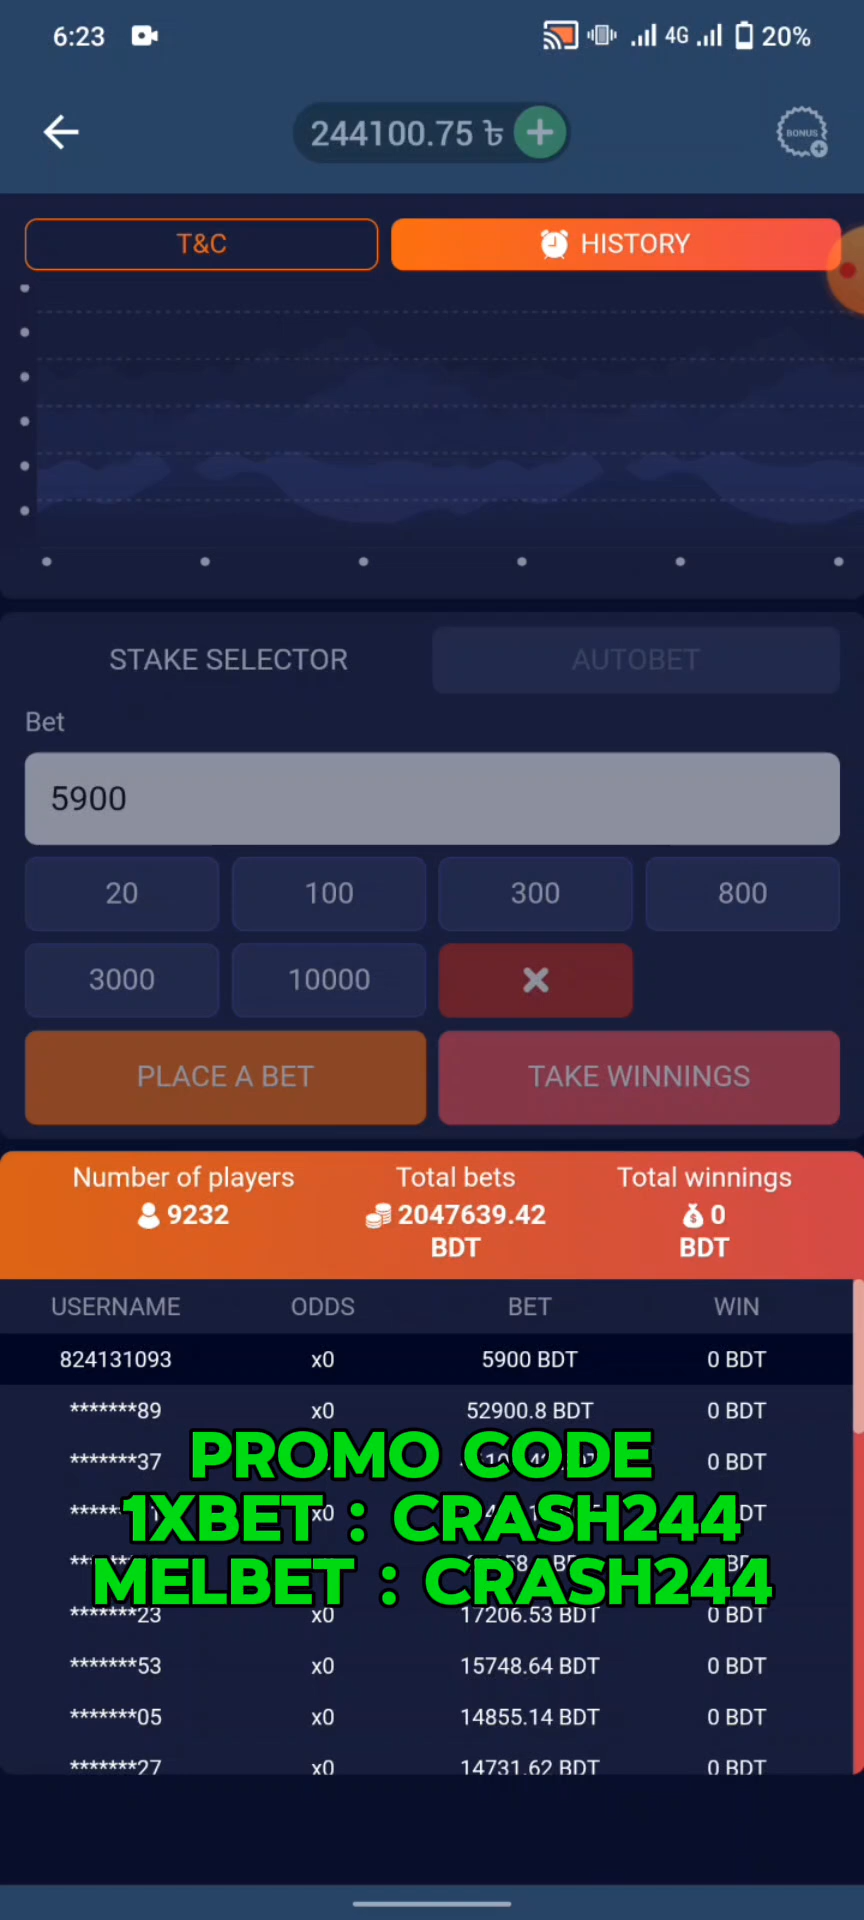 6:23 4G 20%
244100.75 ৳ BONUS
T&C HISTORY
STAKE SELECTOR AUTOBET
Bet
5900
20 100 300 800
3000 10000
PLACE A BET TAKE WINNINGS
Number of players Total bets Total winnings
9232 2047639.42 0
BDT BDT
USERNAME ODDS BET WIN
824131093 x0 5900 BDT 0 BDT
*******89 x0 52900.8 BDT 0 BDT
*******37 0 BDT
PROMO CODE
1XBET : CRASH244
MELBET : CRASH244
*******23 x0 17206.53 BDT 0 BDT
*******53 x0 15748.64 BDT 0 BDT
*******05 x0 14855.14 BDT 0 BDT
*******27 x0 14731.62 BDT 0 BDT